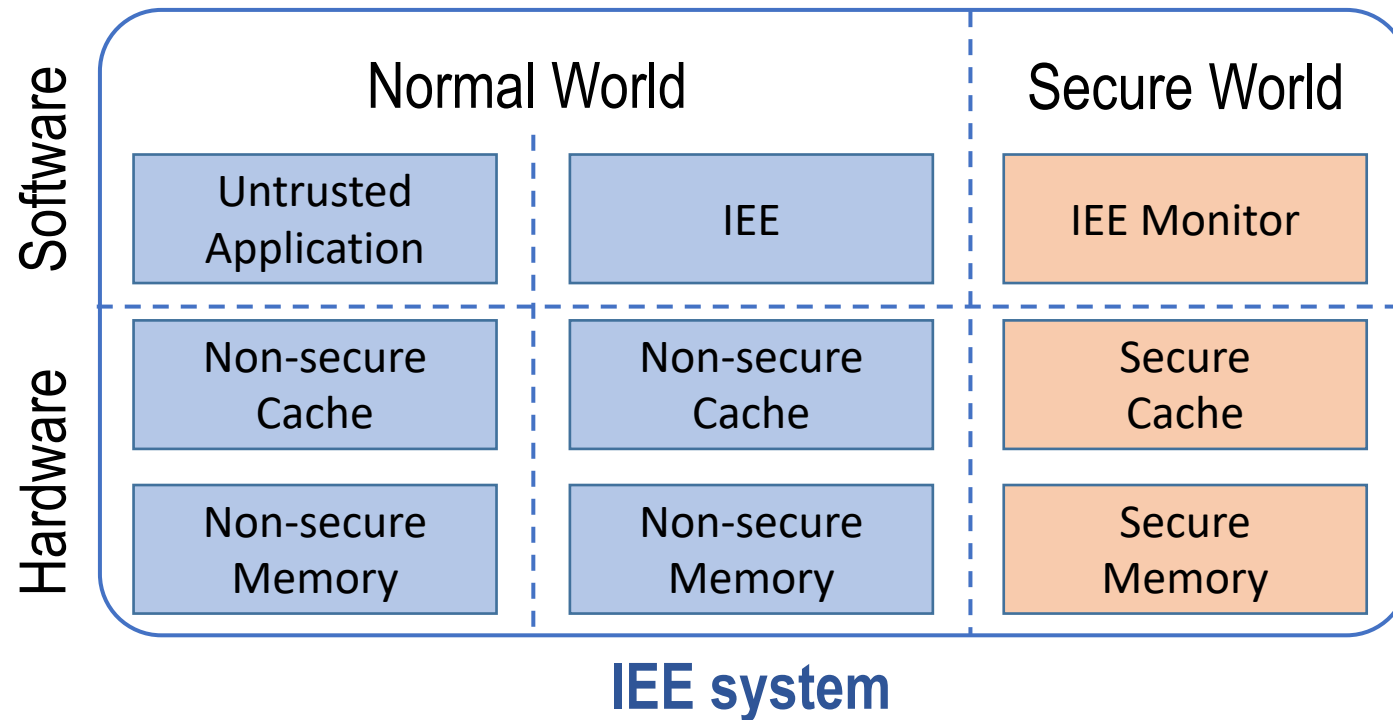 Software
Normal World
Secure World
Untrusted
Application
IEE
IEE Monitor
Hardware
Non-secure
Cache
Non-secure
Cache
Secure
Cache
Non-secure
Memory
Non-secure
Memory
Secure
Memory
IEE system